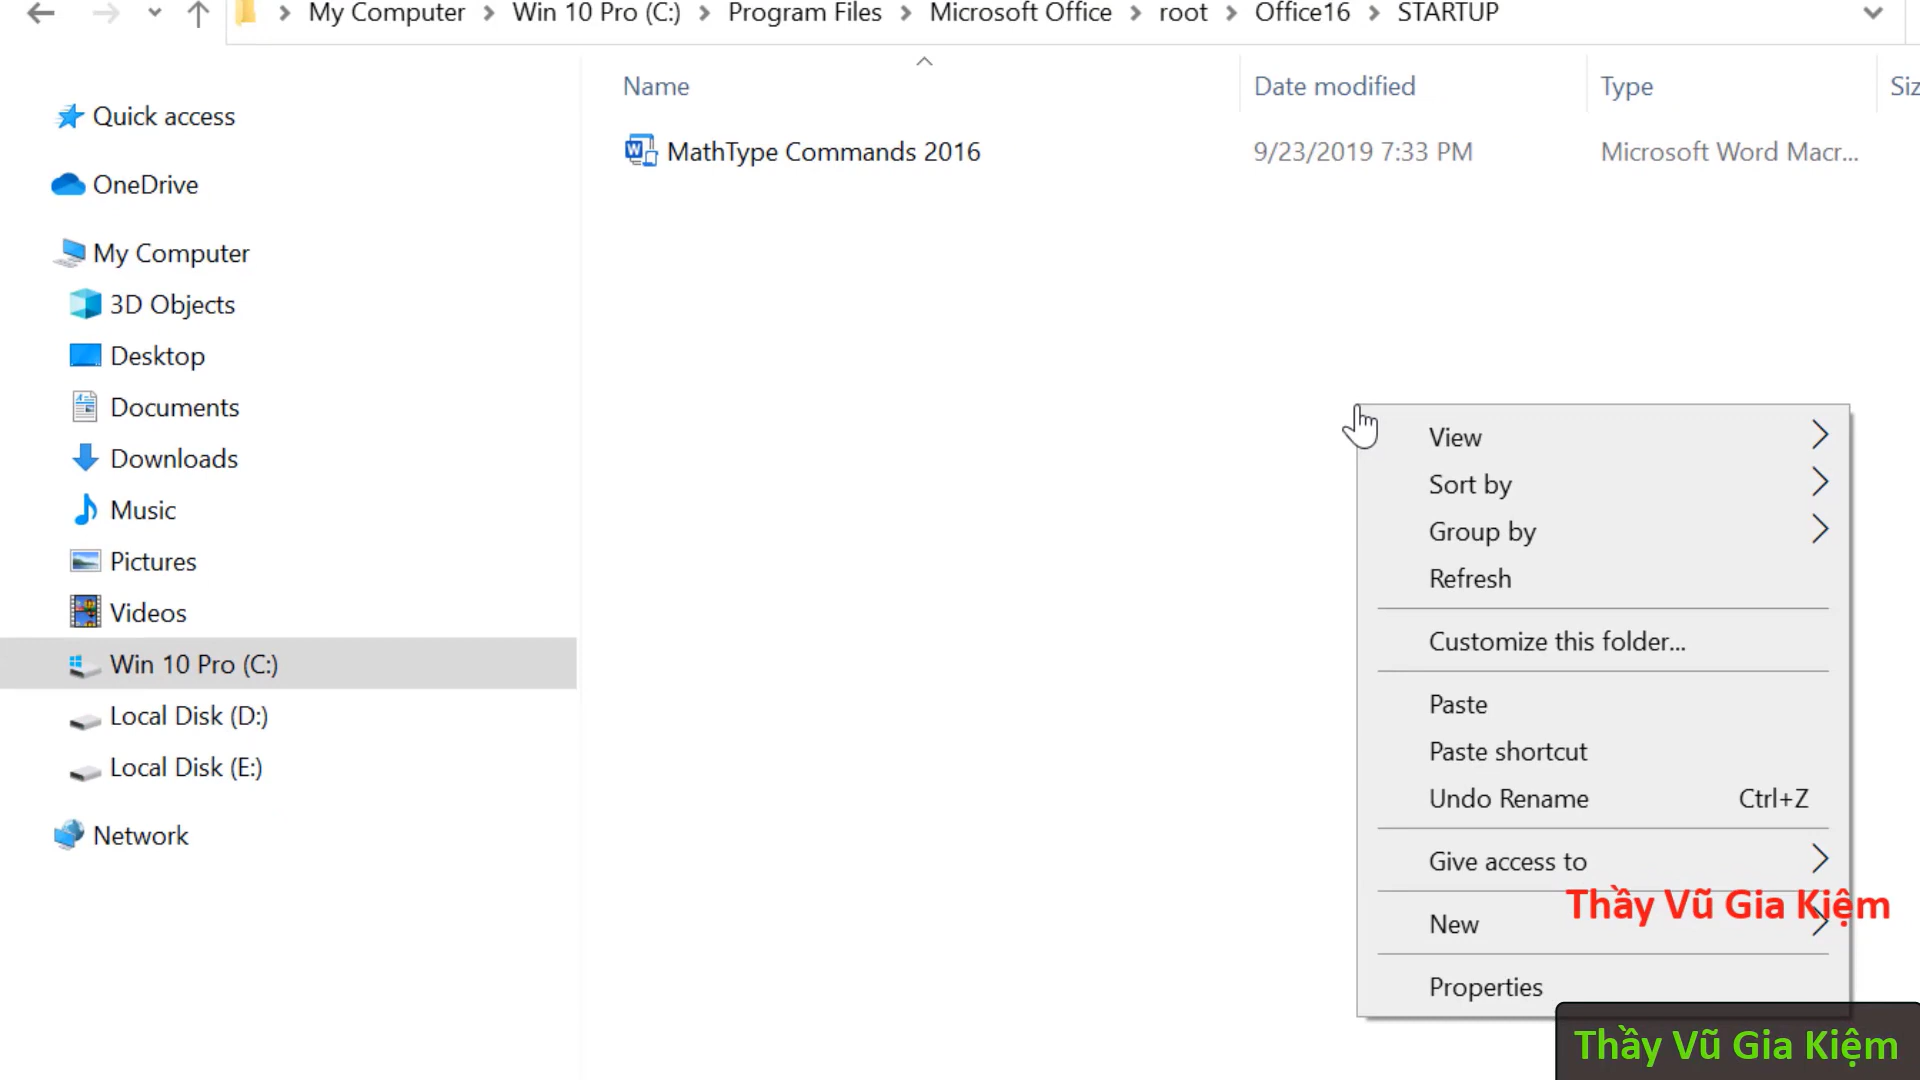 My Computer > Win 10 Pro (C:) > Program Files > Microsoft Office > root > Office16 > STARTUP
Name Date modified Type Siz
Quick access
OneDrive
My Computer
3D Objects
Desktop
Documents
Downloads
Music
Pictures
Videos
Win 10 Pro (C:)
Local Disk (D:)
Local Disk (E:)
Network
MathType Commands 2016 9/23/2019 7:33 PM Microsoft Word Macr...
View
Sort by
Group by
Refresh
Customize this folder...
Paste
Paste shortcut
Undo Rename Ctrl+Z
Give access to
Thầy Vũ Gia Kiệm
New
Properties
Thầy Vũ Gia Kiệm